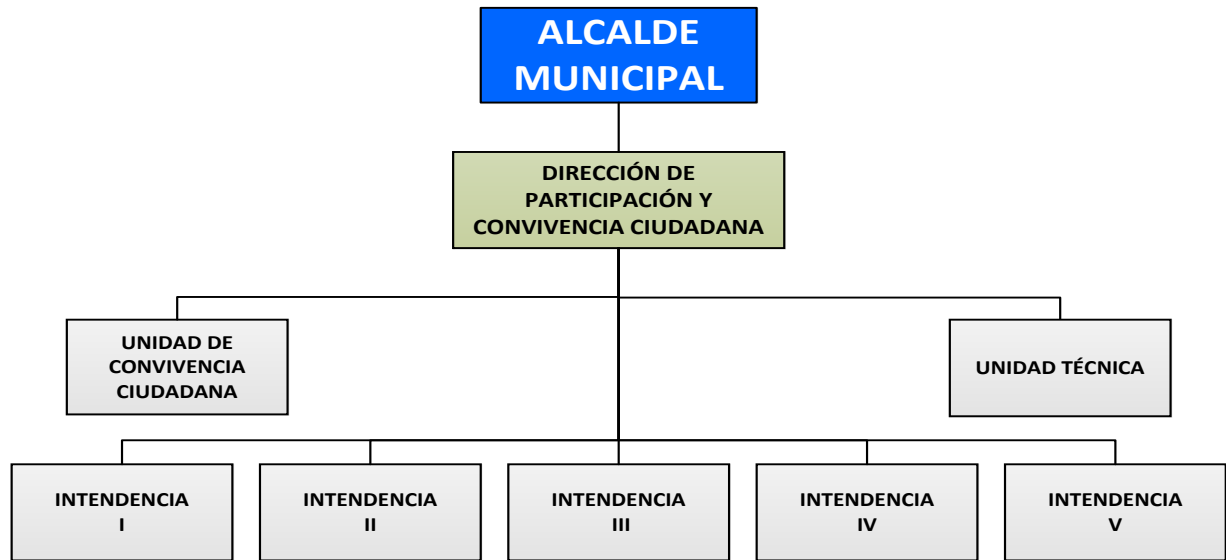 ALCALDE
MUNICIPAL
DIRECCIÓN DE
PARTICIPACIÓN Y
CONVIVENCIA CIUDADANA
UNIDAD DE
CONVIVENCIA
CIUDADANA
UNIDAD TÉCNICA
INTENDENCIA
I
INTENDENCIA
II
INTENDENCIA
III
INTENDENCIA
IV
INTENDENCIA
V